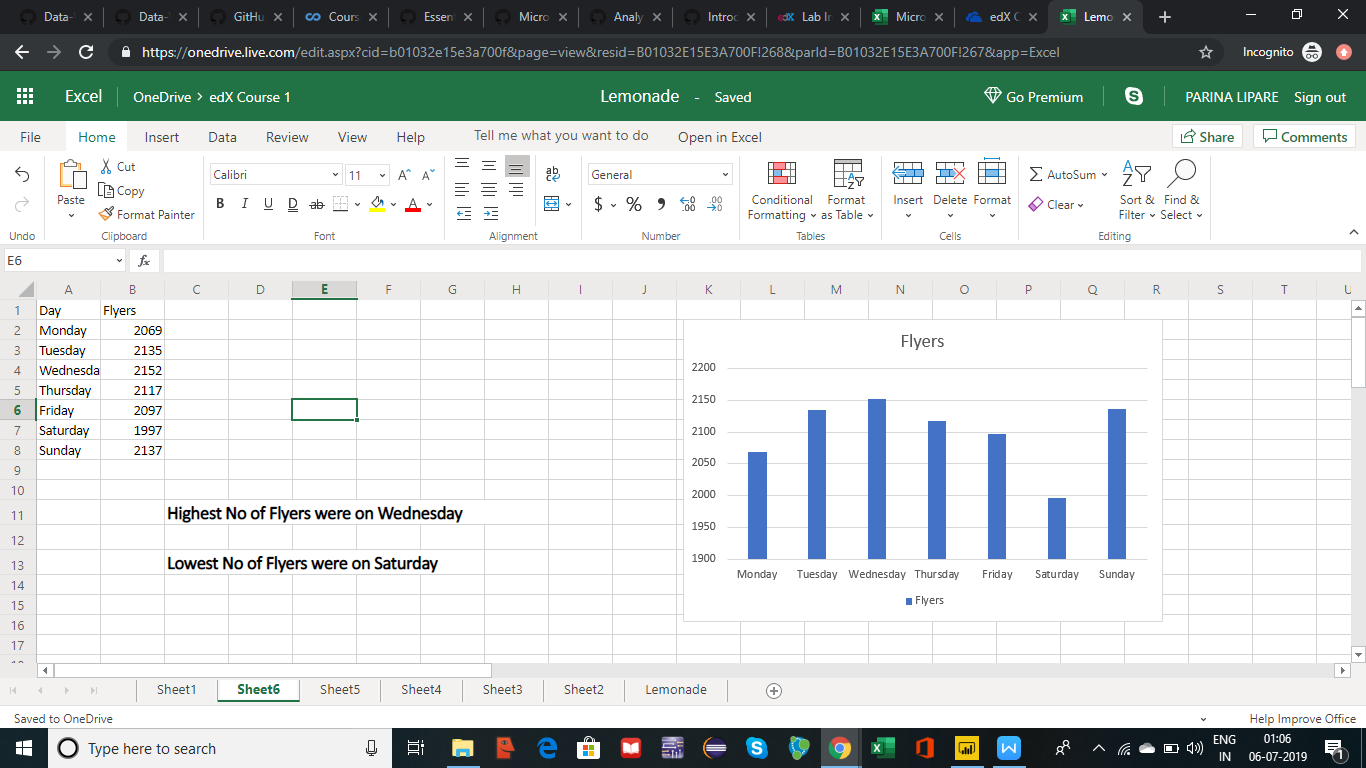 Data- Data- GitHu Cours Essen Micro Analy Introd Lab In Micro edX C Lemo
https://onedrive.live.com/edit.aspx?cid=b01032e15e3a700f&page=view&resid=B01032E15E3A700F!268&parId=B01032E15E3A700F!267&app=Excel Incognito
Excel OneDrive > edX Course 1 Lemonade - Saved Go Premium PARINA LIPARE Sign out
File Home Insert Data Review View Help Tell me what you want to do Open in Excel Share Comments
Cut
Copy
Format Painter
Paste
Calibri 11
B I U D ab
General
$ % 9 .00 .00
Conditional Formatting
Format as Table
Insert Delete Format
AutoSum
Clear
Sort & Filter
Find & Select
Undo Clipboard Font Alignment Number Tables Cells Editing
E6 fx
A B C D E F G H I J K L M N O P Q R S T U
1 Day Flyers
2 Monday 2069
3 Tuesday 2135
4 Wednesda 2152
5 Thursday 2117
6 Friday 2097
7 Saturday 1997
8 Sunday 2137
9
10
11 Highest No of Flyers were on Wednesday
12
13 Lowest No of Flyers were on Saturday
14
15
16
17
Flyers
2200
2150
2100
2050
2000
1950
1900
Monday Tuesday Wednesday Thursday Friday Saturday Sunday
Flyers
Sheet1 Sheet6 Sheet5 Sheet4 Sheet3 Sheet2 Lemonade
Saved to OneDrive Help Improve Office
Type here to search
ENG
IN
01:06
06-07-2019
1